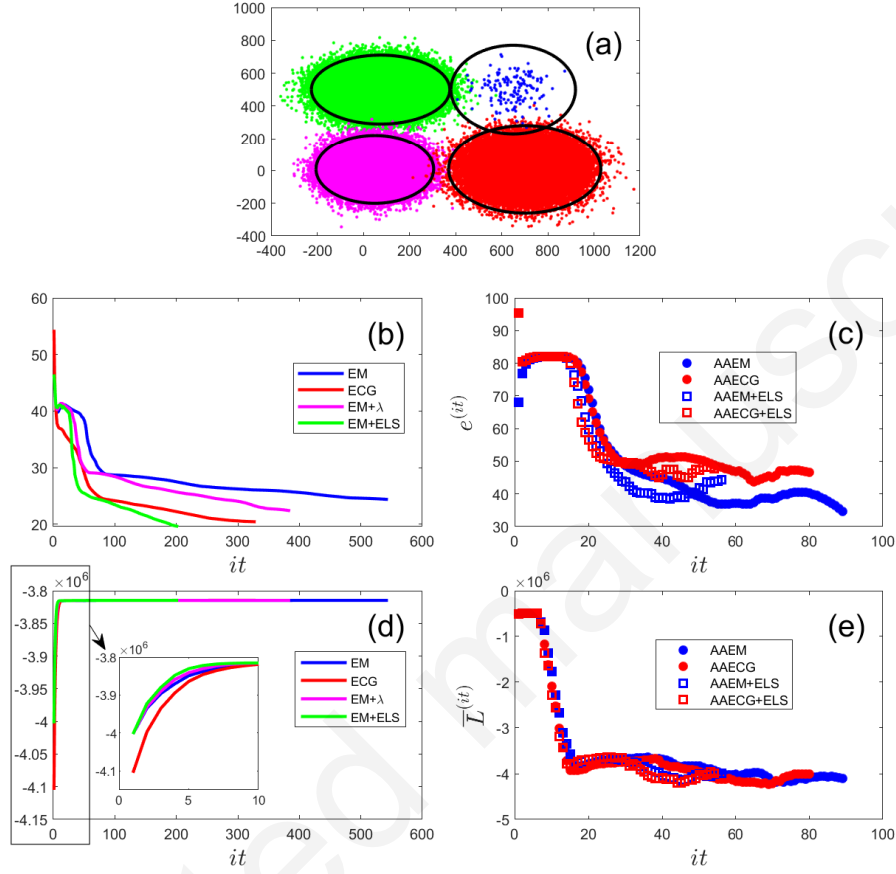 1000
800
600
400
200
0
-200
-400
(a)
-400 -200 0 200 400 600 800 1000 1200
60
50
40
30
20
(b)
EM
ECG
EM+λ
EM+ELS
0 100 200 300 400 500 600
it
100
90
80
70
60
50
40
30
e^(it)
(c)
AAEM
AAECG
AAEM+ELS
AAECG+ELS
0 20 40 60 80 100
it
×10^6
-3.8
-3.85
-3.9
-3.95
-4
-4.05
-4.1
-4.15
(d)
EM
ECG
EM+λ
EM+ELS
×10^6
-3.8
-3.9
-4
-4.1
0 5 10
0 100 200 300 400 500 600
it
×10^6
0
-1
-2
-3
-4
-5
L̅^(it)
(e)
AAEM
AAECG
AAEM+ELS
AAECG+ELS
0 20 40 60 80 100
it